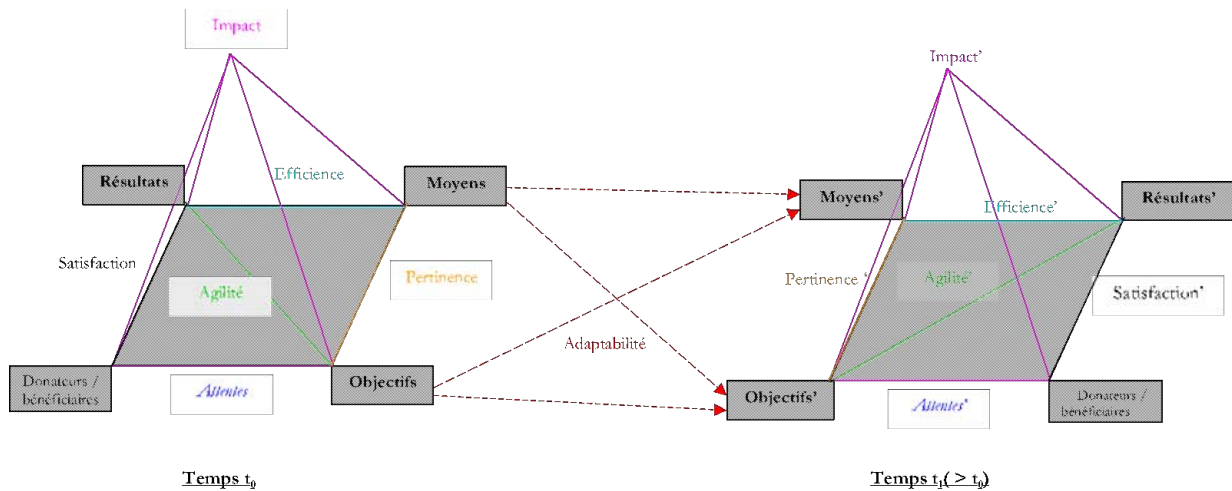 Impact
Impact’
Résultats
Efficience
Moyens
Moyens’
Efficience’
Résultats’
Satisfaction
Pertinence
Agilité
Pertinence ‘
Agilité’
Satisfaction’
Adaptabilité
Donateurs /
bénéficiaires
Attentes
Objectifs
Objectifs’
Attentes’
Donateurs /
bénéficiaires
Temps t₀
Temps t₁( > t₀)